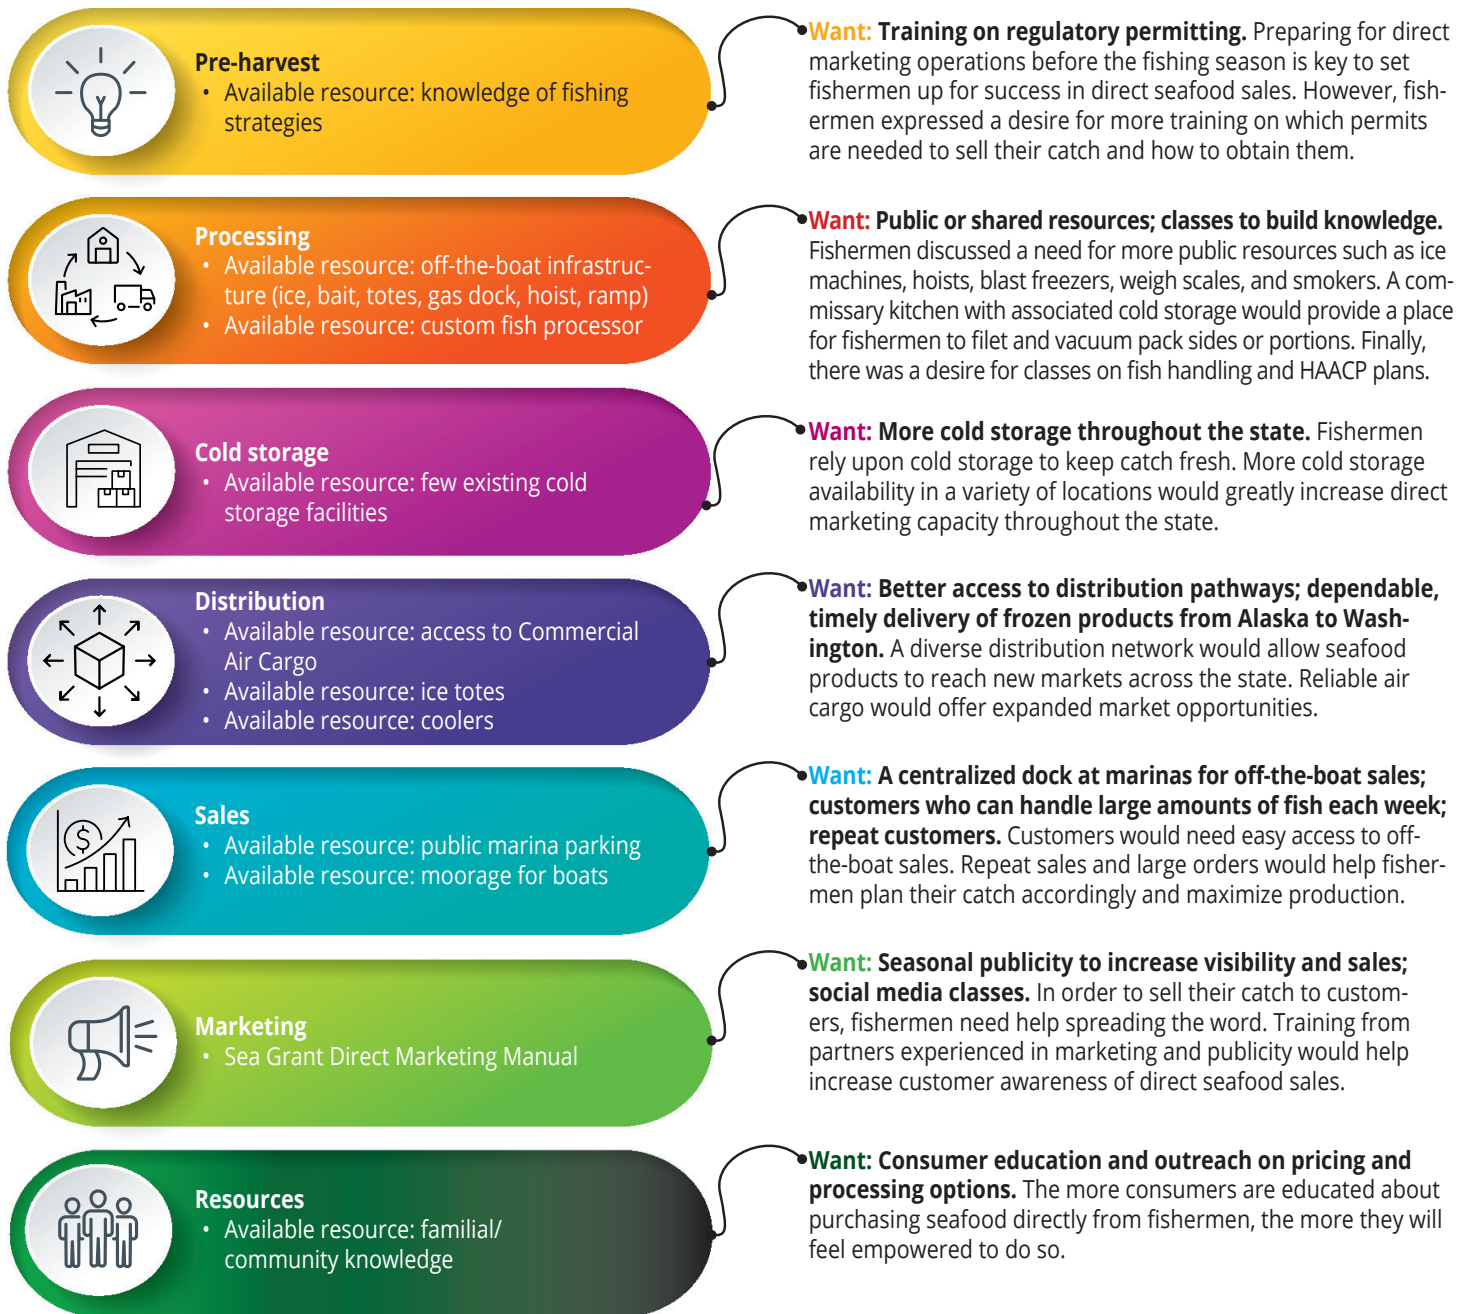 Pre-harvest
• Available resource: knowledge of fishing
strategies
Want: Training on regulatory permitting. Preparing for direct
marketing operations before the fishing season is key to set
fishermen up for success in direct seafood sales. However, fish-
ermen expressed a desire for more training on which permits
are needed to sell their catch and how to obtain them.
Processing
• Available resource: off-the-boat infrastruc-
ture (ice, bait, totes, gas dock, hoist, ramp)
• Available resource: custom fish processor
Want: Public or shared resources; classes to build knowledge.
Fishermen discussed a need for more public resources such as ice
machines, hoists, blast freezers, weigh scales, and smokers. A com-
missary kitchen with associated cold storage would provide a place
for fishermen to filet and vacuum pack sides or portions. Finally,
there was a desire for classes on fish handling and HAACP plans.
Cold storage
• Available resource: few existing cold
storage facilities
Want: More cold storage throughout the state. Fishermen
rely upon cold storage to keep catch fresh. More cold storage
availability in a variety of locations would greatly increase direct
marketing capacity throughout the state.
Distribution
• Available resource: access to Commercial
Air Cargo
• Available resource: ice totes
• Available resource: coolers
Want: Better access to distribution pathways; dependable,
timely delivery of frozen products from Alaska to Wash-
ington. A diverse distribution network would allow seafood
products to reach new markets across the state. Reliable air
cargo would offer expanded market opportunities.
Sales
• Available resource: public marina parking
• Available resource: moorage for boats
Want: A centralized dock at marinas for off-the-boat sales;
customers who can handle large amounts of fish each week;
repeat customers. Customers would need easy access to off-
the-boat sales. Repeat sales and large orders would help fisher-
men plan their catch accordingly and maximize production.
Marketing
• Sea Grant Direct Marketing Manual
Want: Seasonal publicity to increase visibility and sales;
social media classes. In order to sell their catch to custom-
ers, fishermen need help spreading the word. Training from
partners experienced in marketing and publicity would help
increase customer awareness of direct seafood sales.
Resources
• Available resource: familial/
community knowledge
Want: Consumer education and outreach on pricing and
processing options. The more consumers are educated about
purchasing seafood directly from fishermen, the more they will
feel empowered to do so.